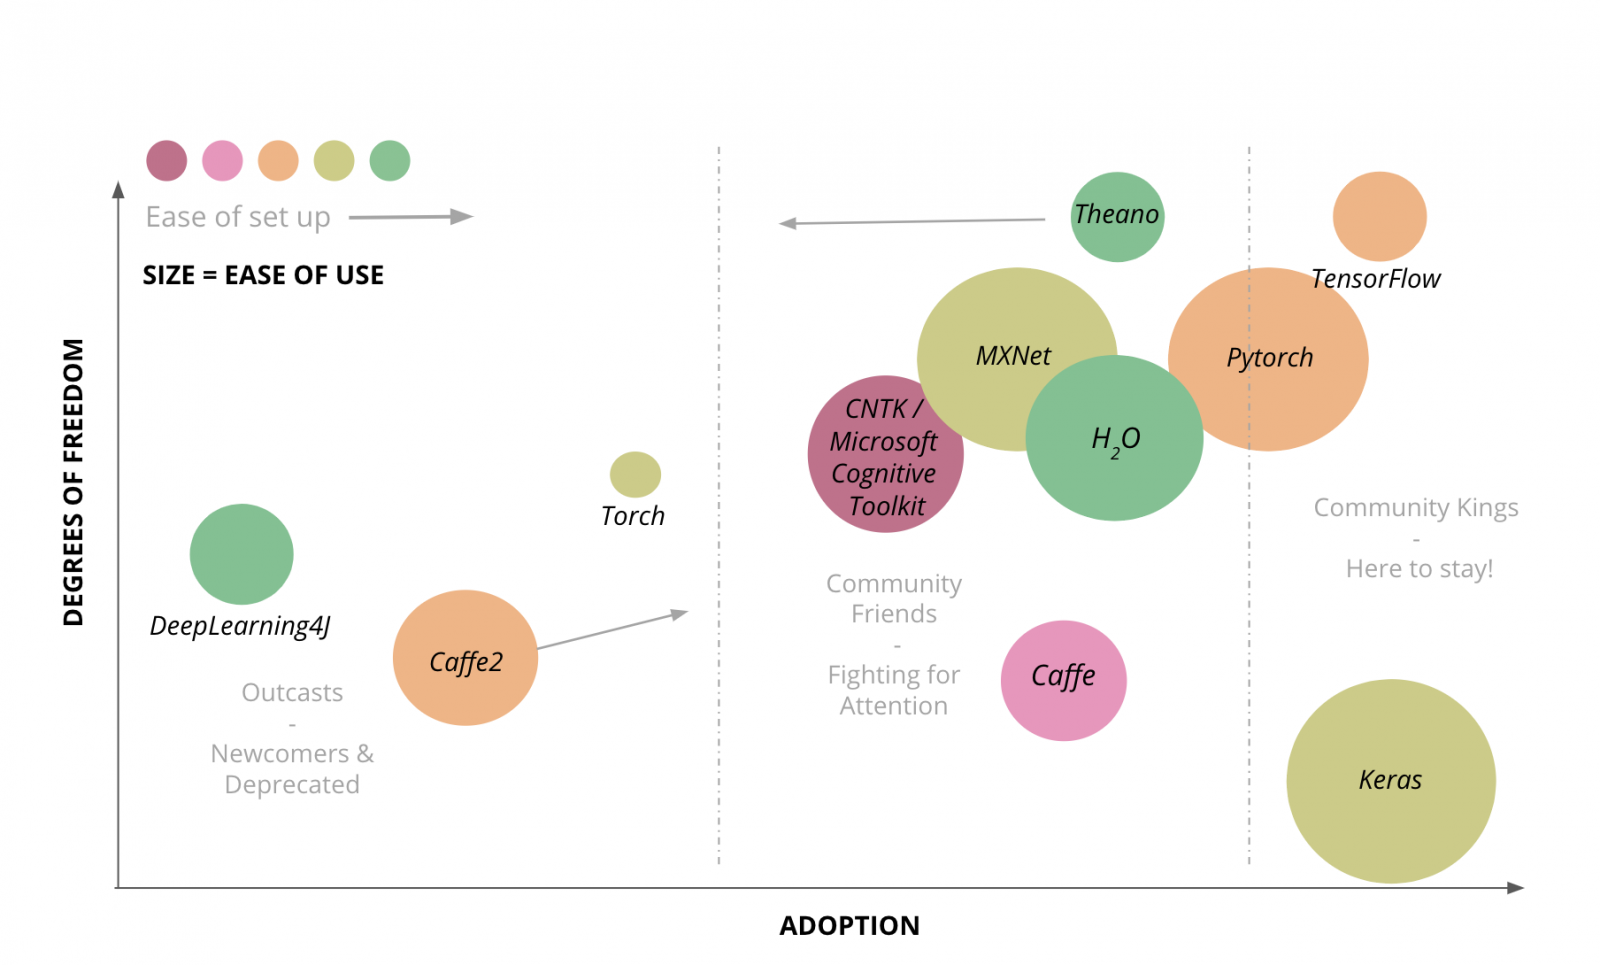 Ease of set up
SIZE = EASE OF USE
DEGREES OF FREEDOM
Theano
TensorFlow
MXNet
Pytorch
CNTK /
Microsoft
Cognitive
Toolkit
H2O
Torch
DeepLearning4J
Caffe2
Outcasts
-
Newcomers &
Deprecated
Community
Friends
-
Fighting for
Attention
Caffe
Community Kings
-
Here to stay!
Keras
ADOPTION